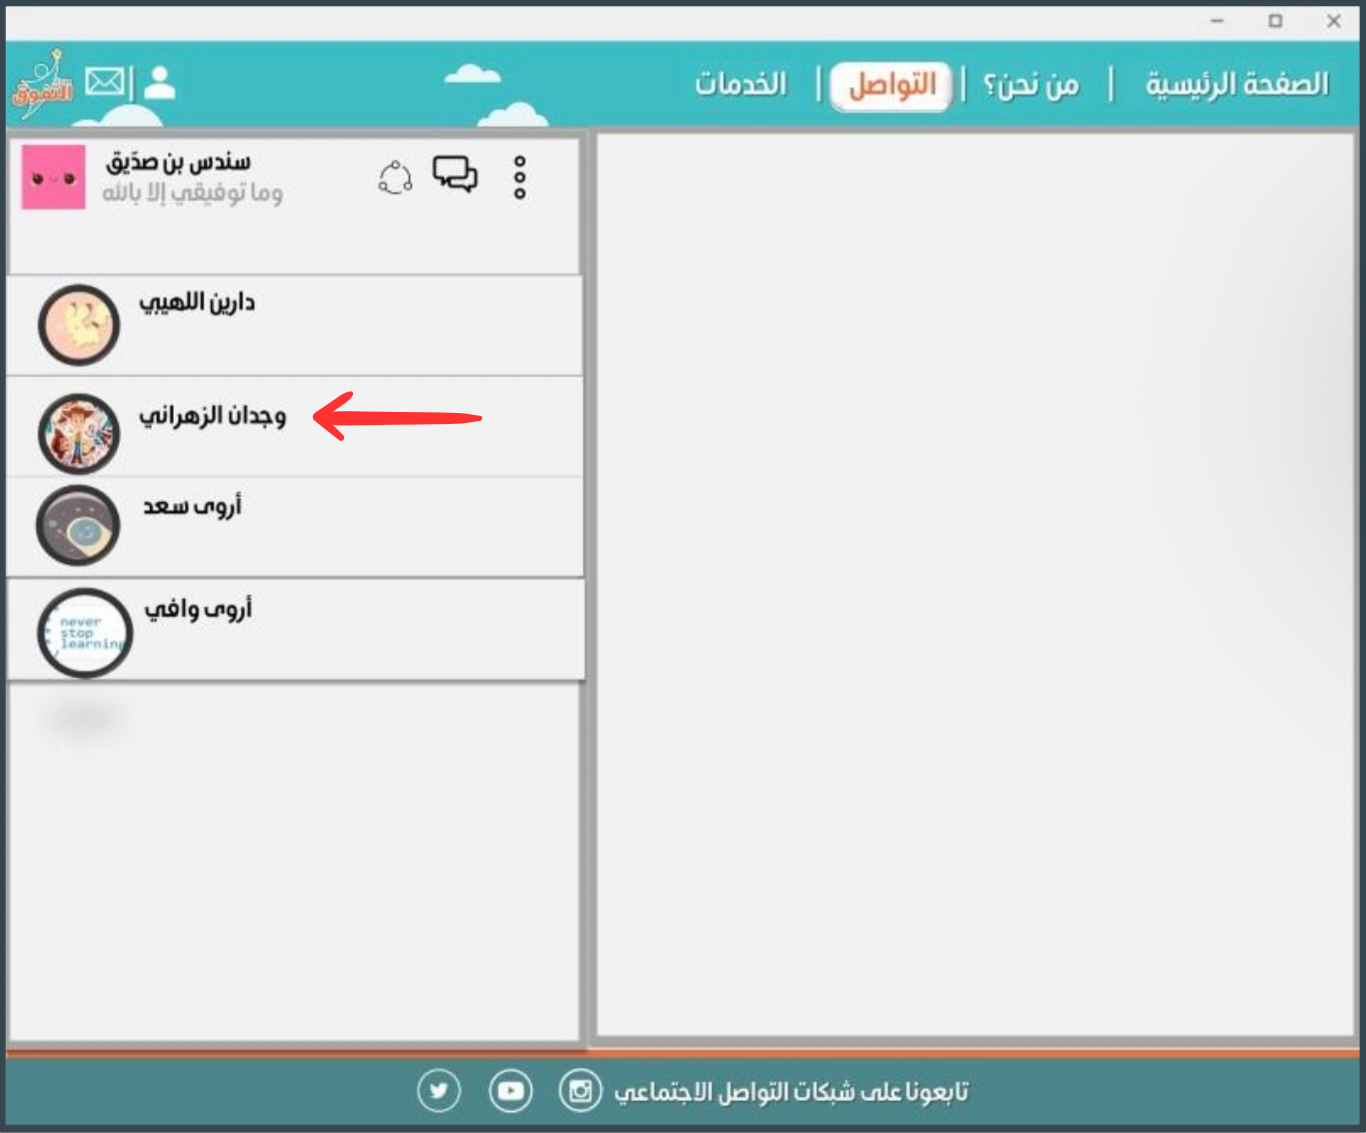 الصفحة الرئيسية | من نحن؟ | التواصل | الخدمات
التفوق
سندس بن صدّيق
وما توفيقي إلا بالله
دارين اللهيبي
وجدان الزهراني
أروى سعد
أروى وافي
never
stop
learning
تابعونا على شبكات التواصل الاجتماعي